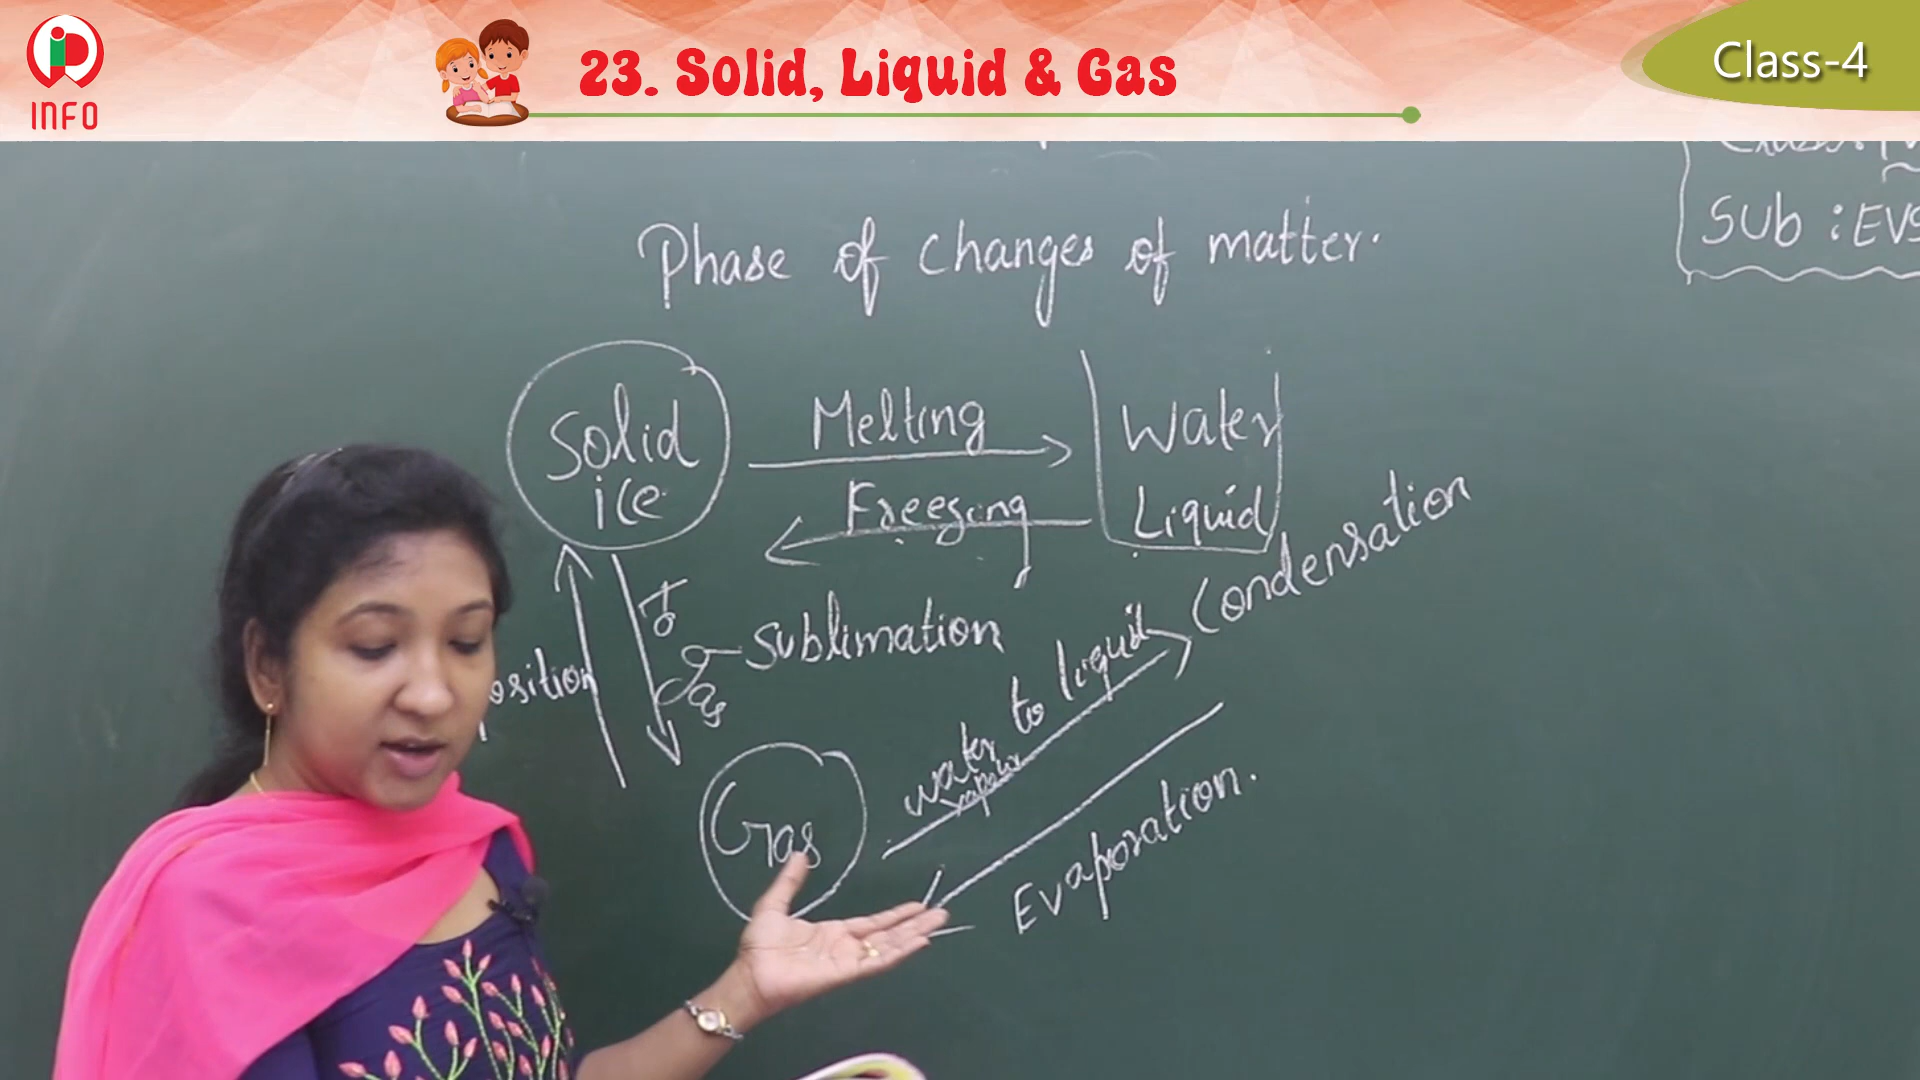 INFO
23. Solid, Liquid & Gas
Class-4
Sub : EVS
Phase of changes of matter.
Solid
ice
Melting
Freezing
Water
Liquid
Condensation
To
Gas
Sublimation
osition
water to liquid
vapour
Gas
Evaporation.